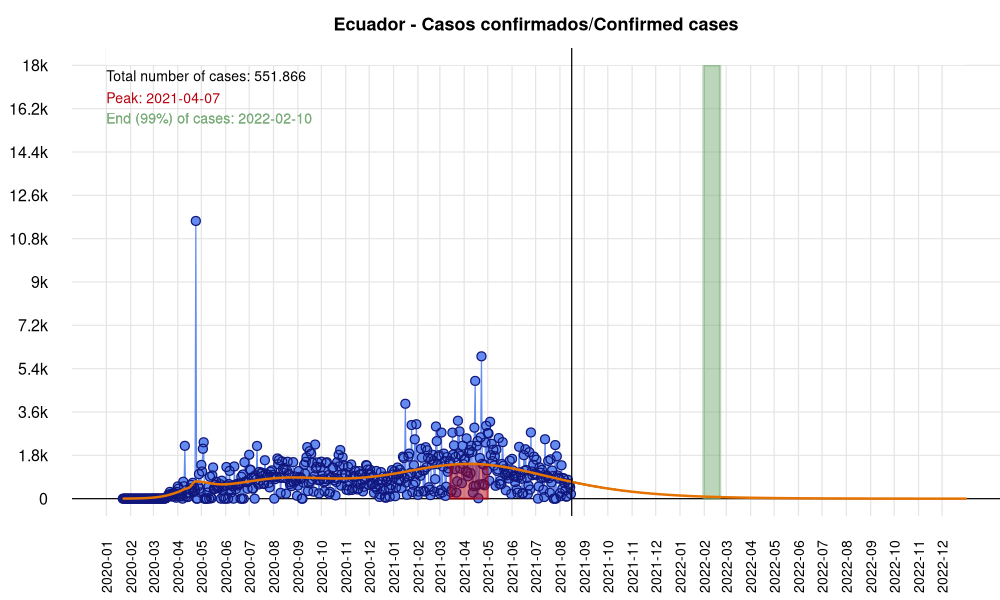 Ecuador - Casos confirmados/Confirmed cases
18k
Total number of cases: 551.866
Peak: 2021-04-07
16.2k
End (99%) of cases: 2022-02-10
14.4k
12.6k
10.8k
9k
7.2k
5.4k
3.6k
1.8k
0
2020-01
2020-02
2020-03
2020-04
2020-05
2020-06
2020-07
2020-08
2020-09
2020-10
2020-11
2020-12
2021-01
2021-02
2021-03
2021-04
2021-05
2021-06
2021-07
2021-08
2021-09
2021-10
2021-11
2021-12
2022-01
2022-02
2022-03
2022-04
2022-05
2022-06
2022-07
2022-08
2022-09
2022-10
2022-11
2022-12